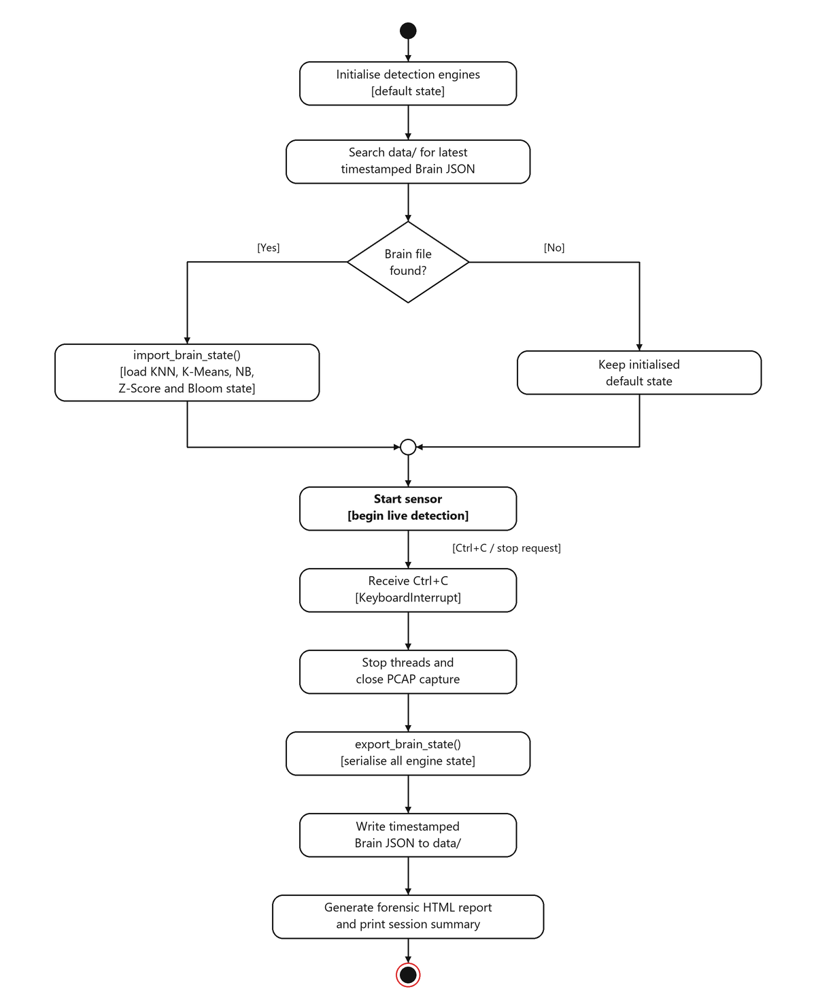 Initialise detection engines
[default state]
Search data/ for latest
timestamped Brain JSON
Brain file
found?
[Yes]
[No]
import_brain_state()
[load KNN, K-Means, NB,
Z-Score and Bloom state]
Keep initialised
default state
Start sensor
[begin live detection]
[Ctrl+C / stop request]
Receive Ctrl+C
[KeyboardInterrupt]
Stop threads and
close PCAP capture
export_brain_state()
[serialise all engine state]
Write timestamped
Brain JSON to data/
Generate forensic HTML report
and print session summary